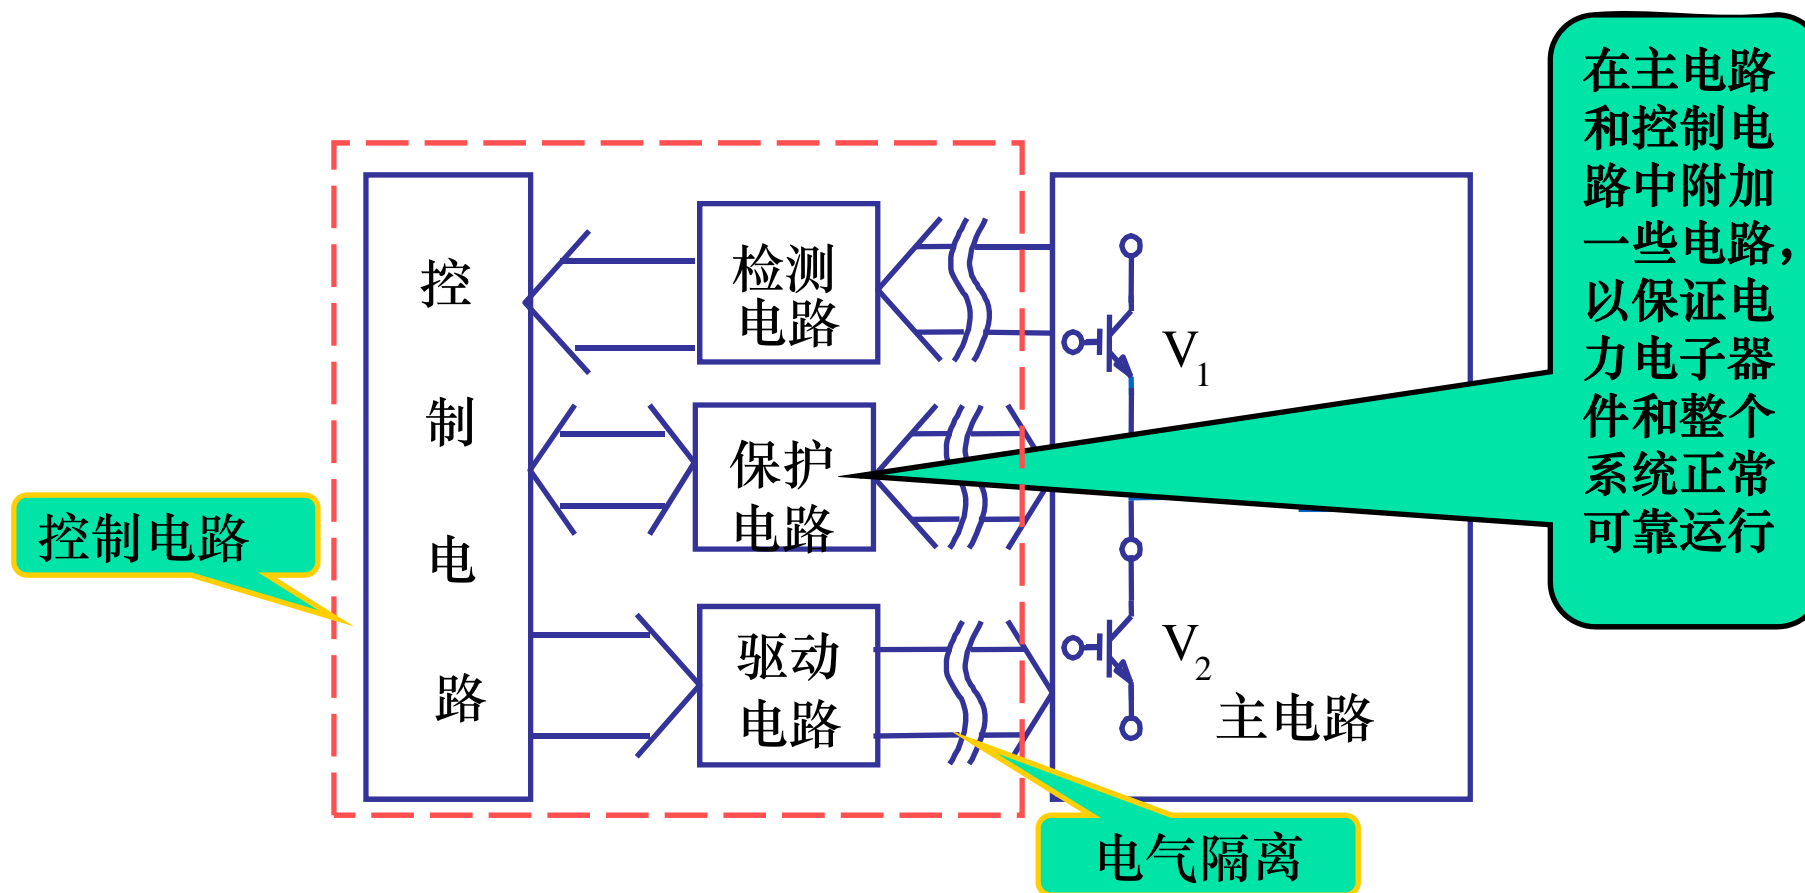 控
制
电
路
检测
电路
保护
电路
驱动
电路
V1
V2
主电路
控制电路
电气隔离
在主电路
和控制电
路中附加
一些电路，
以保证电
力电子器
件和整个
系统正常
可靠运行